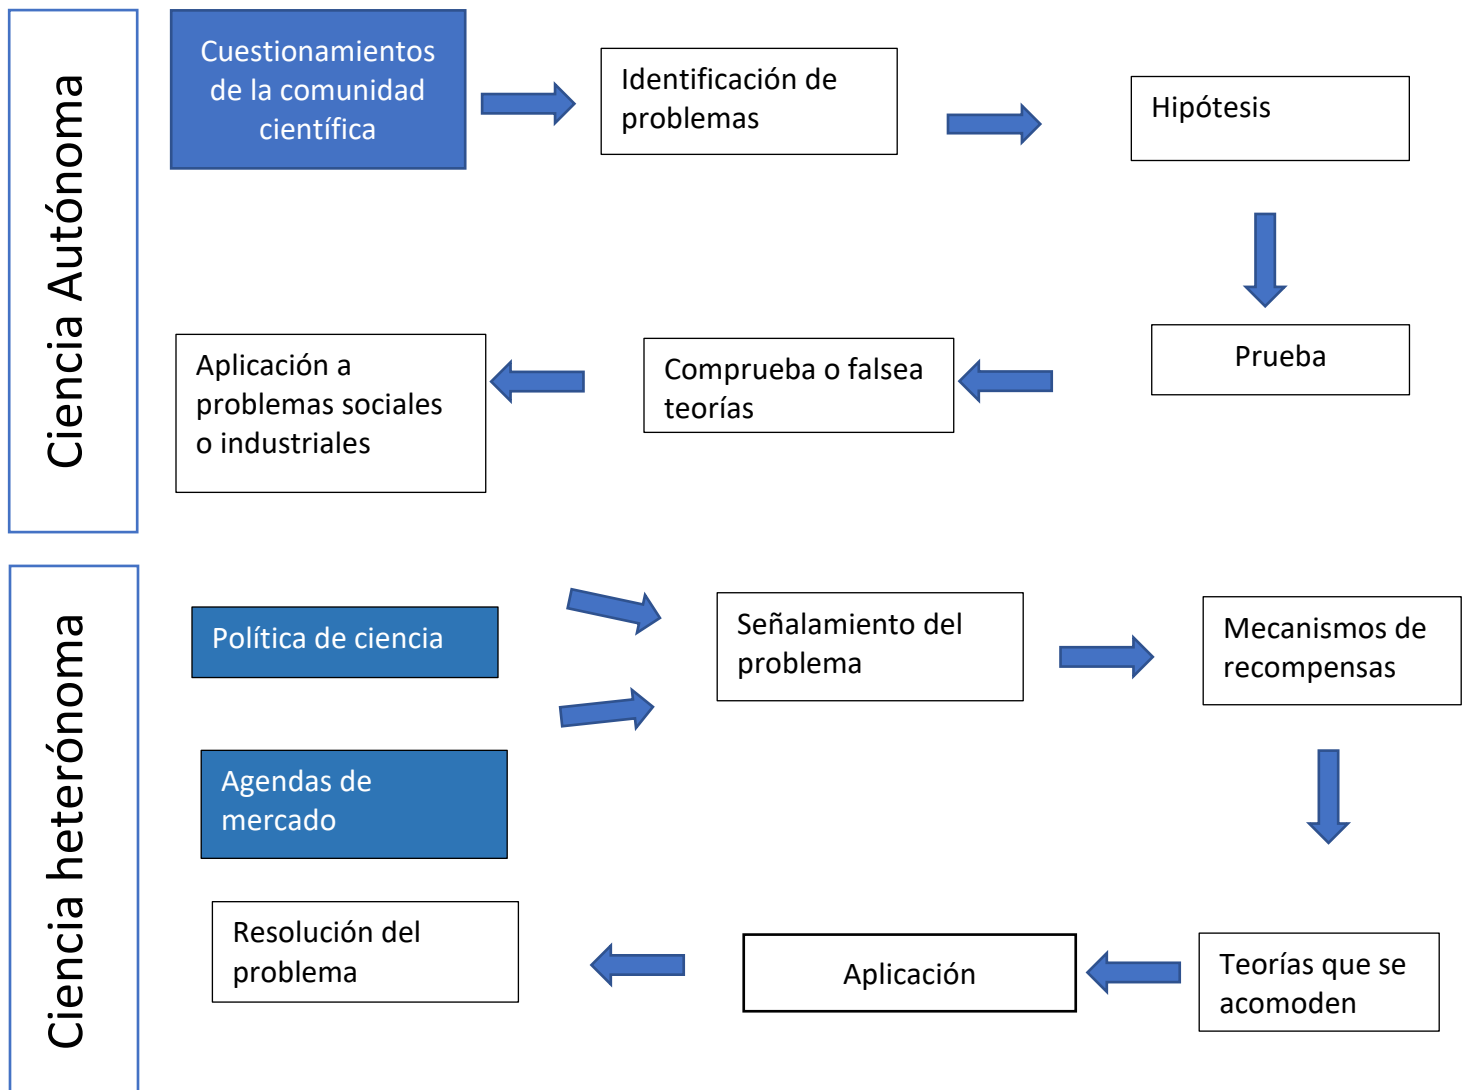 Ciencia Autónoma
Cuestionamientos
de la comunidad
científica
Identificación de
problemas
Hipótesis
Prueba
Comprueba o falsea
teorías
Aplicación a
problemas sociales
o industriales
Ciencia heterónoma
Política de ciencia
Agendas de
mercado
Señalamiento del
problema
Mecanismos de
recompensas
Teorías que se
acomoden
Aplicación
Resolución del
problema